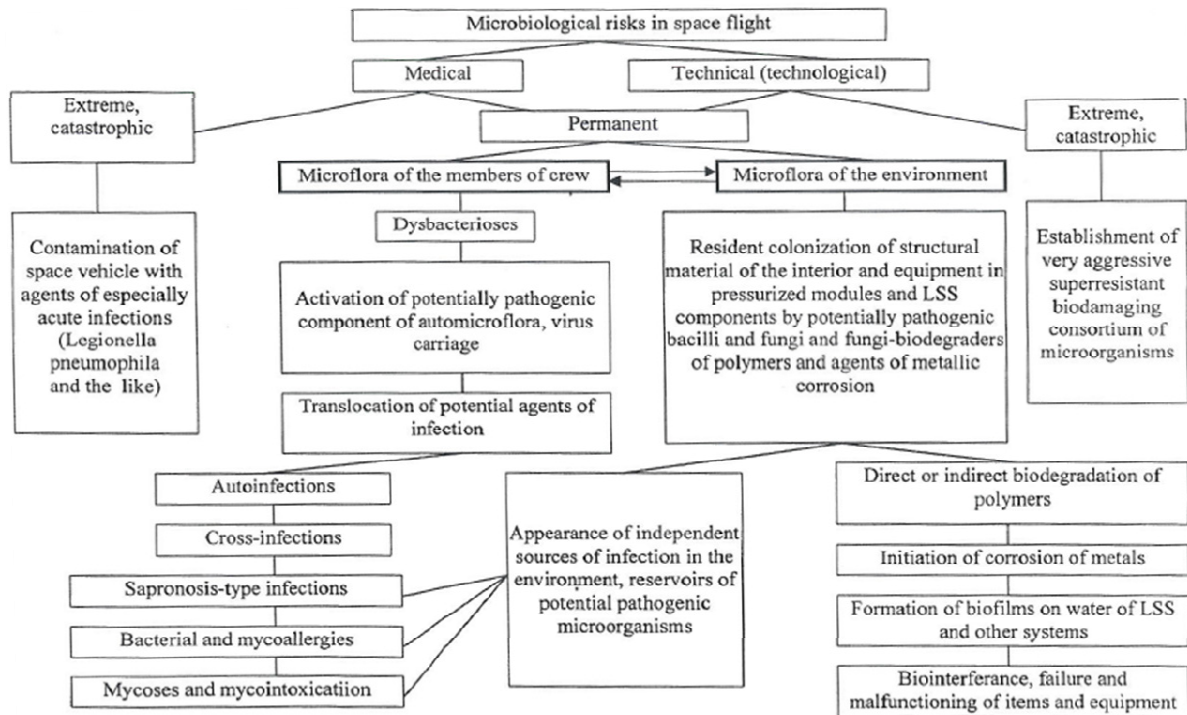 Microbiological risks in space flight
Medical
Technical (technological)
Extreme,
catastrophic
Permanent
Extreme,
catastrophic
Microflora of the members of crew
Microflora of the environment
Contamination of
space vehicle with
agents of especially
acute infections
(Legionella
pneumophila
and the like)
Dysbacterioses
Activation of potentially pathogenic
component of automicroflora, virus
carriage
Translocation of potential agents of
infection
Resident colonization of structural
material of the interior and equipment in
pressurized modules and LSS
components by potentially pathogenic
bacilli and fungi and fungi-biodegraders
of polymers and agents of metallic
corrosion
Establishment of
very aggressive
superresistant
biodamaging
consortium of
microorganisms
Autoinfections
Cross-infections
Sapronosis-type infections
Bacterial and mycoallergies
Mycoses and mycointoxicatiion
Appearance of independent
sources of infection in the
environment, reservoirs of
potential pathogenic
microorganisms
Direct or indirect biodegradation of
polymers
Initiation of corrosion of metals
Formation of biofilms on water of LSS
and other systems
Biointerferance, failure and
malfunctioning of items and equipment